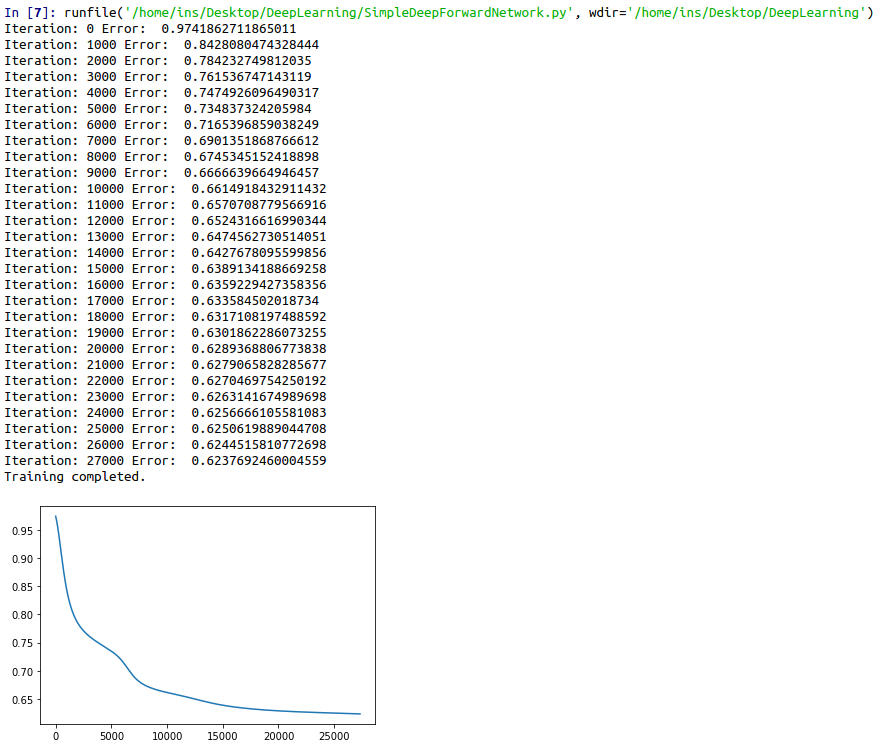 In [7]: runfile('/home/ins/Desktop/DeepLearning/SimpleDeepForwardNetwork.py', wdir='/home/ins/Desktop/DeepLearning')
Iteration: 0 Error:  0.9741862711865011
Iteration: 1000 Error:  0.8428080474328444
Iteration: 2000 Error:  0.784232749812035
Iteration: 3000 Error:  0.761536747143119
Iteration: 4000 Error:  0.7474926096490317
Iteration: 5000 Error:  0.734837324205984
Iteration: 6000 Error:  0.7165396859038249
Iteration: 7000 Error:  0.6901351868766612
Iteration: 8000 Error:  0.6745345152418898
Iteration: 9000 Error:  0.6666639664946457
Iteration: 10000 Error:  0.6614918432911432
Iteration: 11000 Error:  0.6570708779566916
Iteration: 12000 Error:  0.6524316616990344
Iteration: 13000 Error:  0.6474562730514051
Iteration: 14000 Error:  0.6427678095599856
Iteration: 15000 Error:  0.6389134188669258
Iteration: 16000 Error:  0.6359229427358356
Iteration: 17000 Error:  0.633584502018734
Iteration: 18000 Error:  0.6317108197488592
Iteration: 19000 Error:  0.6301862286073255
Iteration: 20000 Error:  0.6289368806773838
Iteration: 21000 Error:  0.6279065828285677
Iteration: 22000 Error:  0.6270469754250192
Iteration: 23000 Error:  0.6263141674989698
Iteration: 24000 Error:  0.6256666105581083
Iteration: 25000 Error:  0.6250619889044708
Iteration: 26000 Error:  0.6244515810772698
Iteration: 27000 Error:  0.6237692460004559
Training completed.
0.95
0.90
0.85
0.80
0.75
0.70
0.65
0 5000 10000 15000 20000 25000